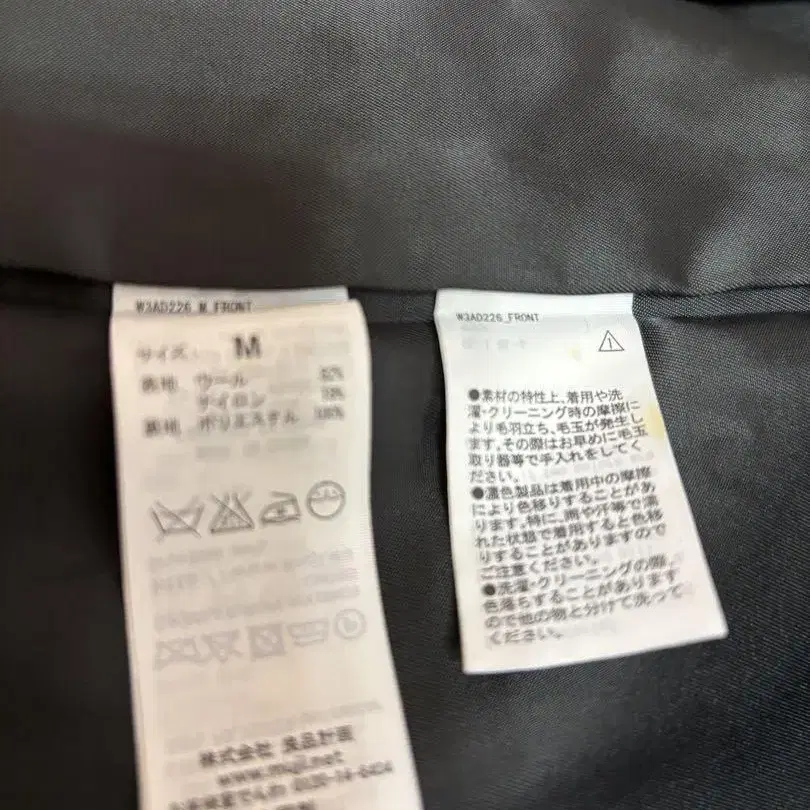 W3AD226_M_FRONT
サイズ: M
表地 ウール
ナイロン
裏地 ポリエステル 100%
株式会社 良品計画
www.muji.net
W3AD226_FRONT
●素材の特性上、着用や洗
濯・クリーニング時の摩擦に
より毛羽立ち、毛玉が発生し
ます。その際はお早めに毛玉
取り器等で手入れをしてく
ださい。
●濃色製品は着用中の摩擦
により色移りすることがあ
ります。特に、雨や汗等で濡
れた状態で着用すると色移
りすることがありますので
ご注意ください。
●洗濯・クリーニングの際、
色落ちすることがあります
ので他の物と分けて洗って
ください。